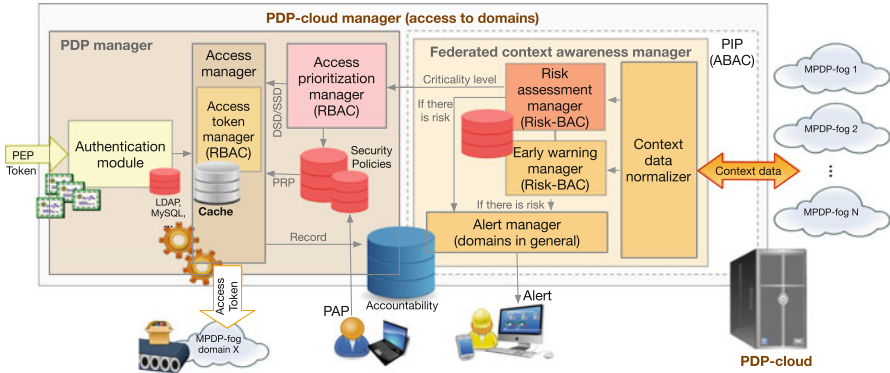 PDP-cloud manager (access to domains)
PDP manager
Access
manager
Access
token
manager
(RBAC)
Access
prioritization
manager
(RBAC)
DSD/SSD
Security
Policies
PRP
PEP
Token
Authentication
module
LDAP,
MySQL,
...
Cache
Record
Accountability
Access
Token
MPDP-fog
domain X
PAP
Federated context awareness manager
PIP
(ABAC)
Criticality level
If there
is risk
Risk
assessment
manager
(Risk-BAC)
Early warning
manager
(Risk-BAC)
If there is risk
Alert manager
(domains in general)
Alert
Context
data
normalizer
Context data
MPDP-fog 1
MPDP-fog 2
...
MPDP-fog N
PDP-cloud